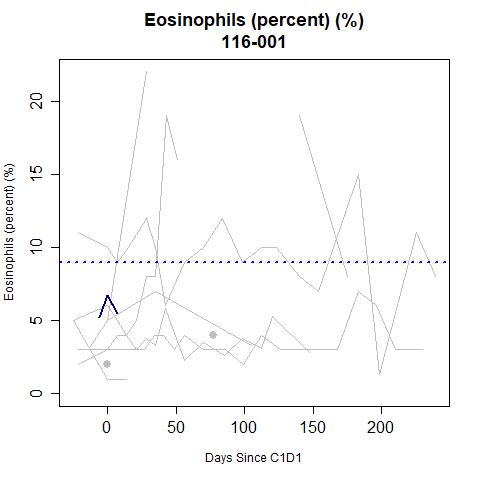 Eosinophils (percent) (%)
116-001
Eosinophils (percent) (%)
20
15
10
5
0
0 50 100 150 200
Days Since C1D1